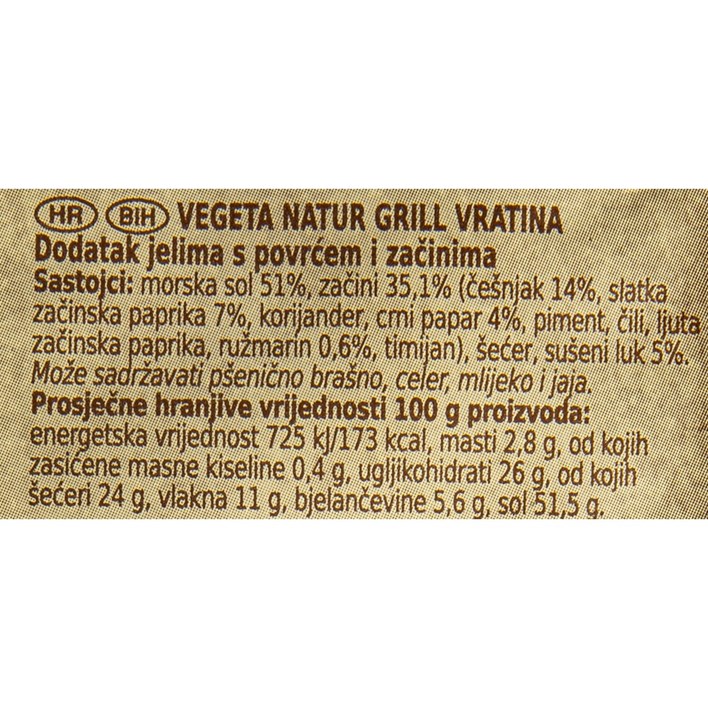 HR BIH VEGETA NATUR GRILL VRATINA
Dodatak jelima s povrćem i začinima
Sastojci: morska sol 51%, začini 35,1% (češnjak 14%, slatka
začinska paprika 7%, korijander, crni papar 4%, piment, čili, ljuta
začinska paprika, ružmarin 0,6%, timijan), šećer, sušeni luk 5%.
Može sadržavati pšenično brašno, celer, mlijeko i jaja.
Prosječne hranjive vrijednosti 100 g proizvoda:
energetska vrijednost 725 kJ/173 kcal, masti 2,8 g, od kojih
zasićene masne kiseline 0,4 g, ugljikohidrati 26 g, od kojih
šećeri 24 g, vlakna 11 g, bjelančevine 5,6 g, sol 51,5 g.